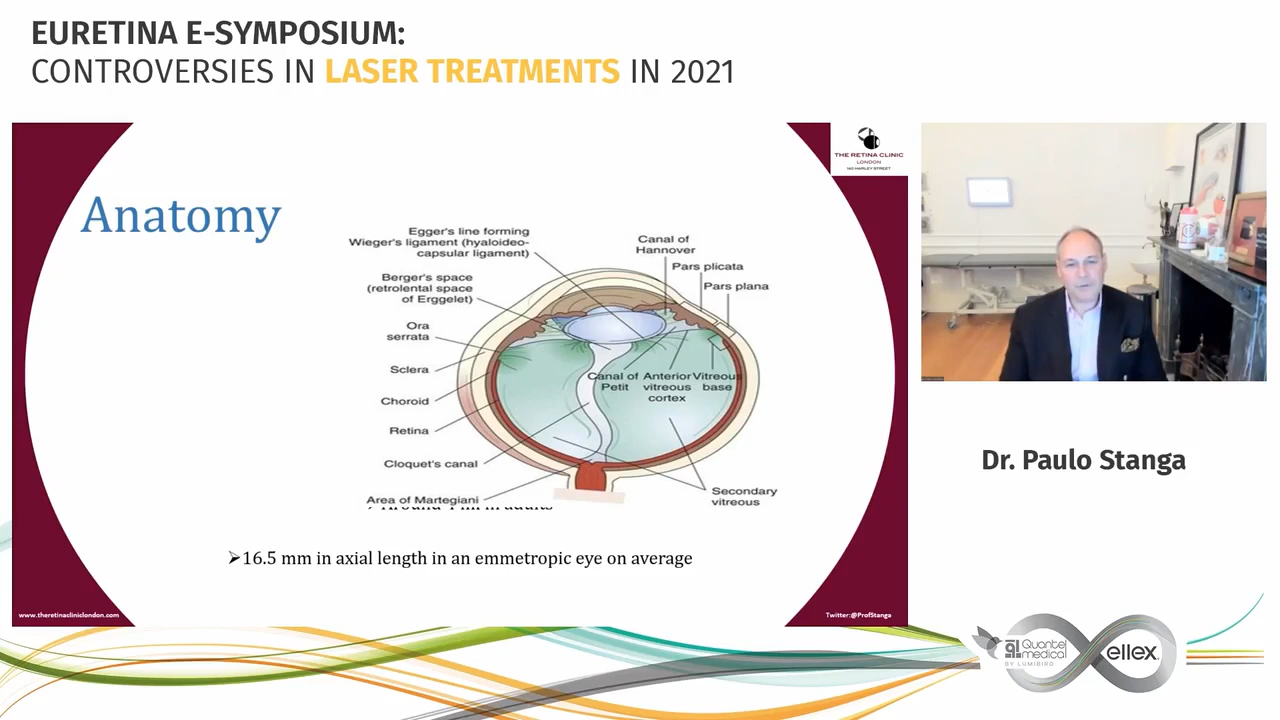 EURETINA E-SYMPOSIUM:
CONTROVERSIES IN LASER TREATMENTS IN 2021
THE RETINA CLINIC
LONDON
140 HARLEY STREET
Anatomy
Egger's line forming
Wieger's ligament (hyaloideo-
capsular ligament)
Berger's space
(retrolental space
of Erggelet)
Ora
serrata
Sclera
Choroid
Retina
Cloquet's canal
Area of Martegiani
Canal of
Hannover
Pars plicata
Pars plana
Canal of
Petit
Anterior
vitreous
cortex
Vitreous
base
Secondary
vitreous
➢16.5 mm in axial length in an emmetropic eye on average
www.theretinacliniclondon.com
Twitter:@ProfStanga
Dr. Paulo Stanga
Quantel
medical
BY LUMIBIRD
ellex